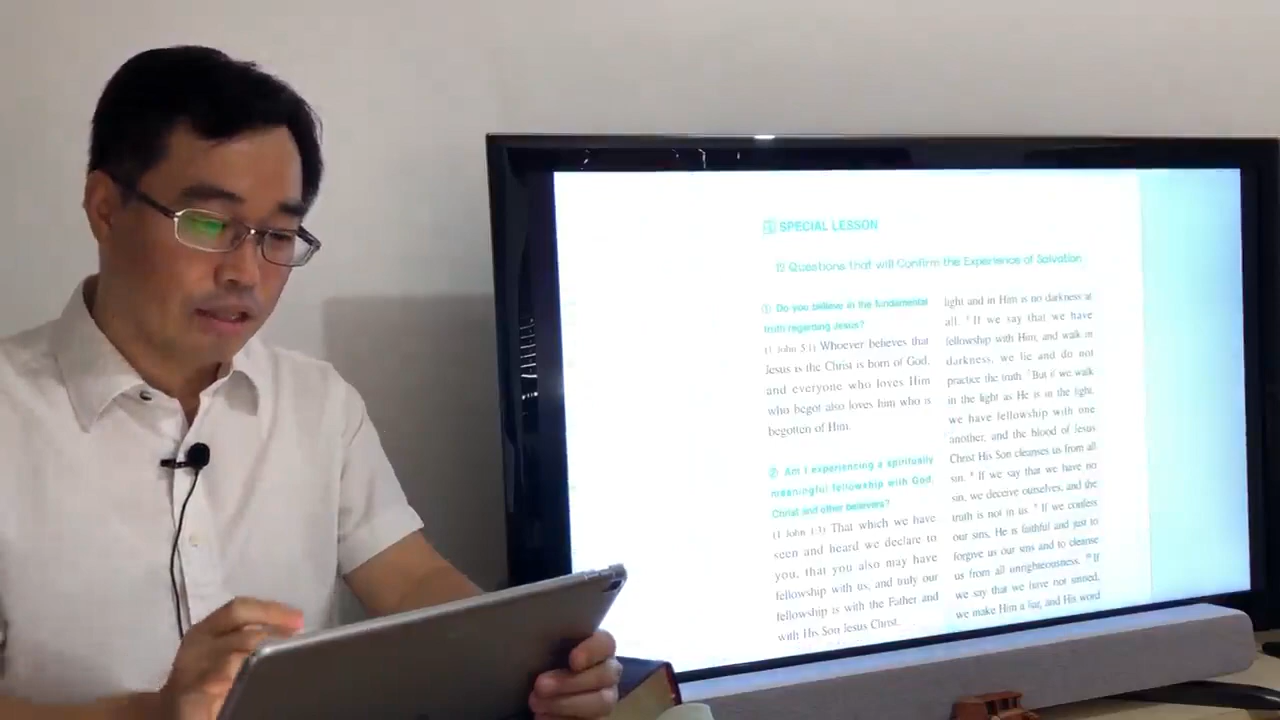 SPECIAL LESSON
12 Questions that will Confirm the Experience of Salvation
① Do you believe in the fundamental
truth regarding Jesus?
(1 John 5:1) Whoever believes that
Jesus is the Christ is born of God,
and everyone who loves Him
who begot also loves him who is
begotten of Him.
② Am I experiencing a spiritually
meaningful fellowship with God,
Christ and other believers?
(1 John 1:3) That which we have
seen and heard we declare to
you, that you also may have
fellowship with us, and truly our
fellowship is with the Father and
with His Son Jesus Christ.
light and in Him is no darkness at
all. ⁶ If we say that we have
fellowship with Him, and walk in
darkness, we lie and do not
practice the truth. ⁷ But if we walk
in the light as He is in the light,
we have fellowship with one
another, and the blood of Jesus
Christ His Son cleanses us from all
sin. ⁸ If we say that we have no
sin, we deceive ourselves, and the
truth is not in us. ⁹ If we confess
our sins, He is faithful and just to
forgive us our sins and to cleanse
us from all unrighteousness. ¹⁰ If
we say that we have not sinned,
we make Him a liar, and His word